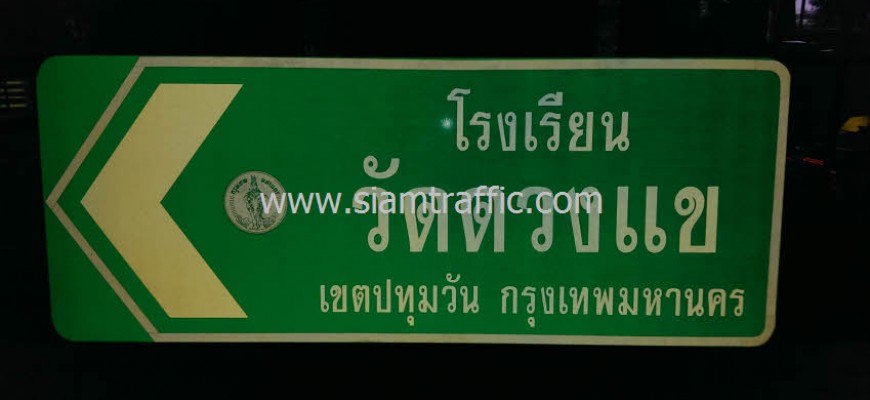 โรงเรียน
วัดดวงแข
เขตปทุมวัน กรุงเทพมหานคร
www.siamtraffic.com